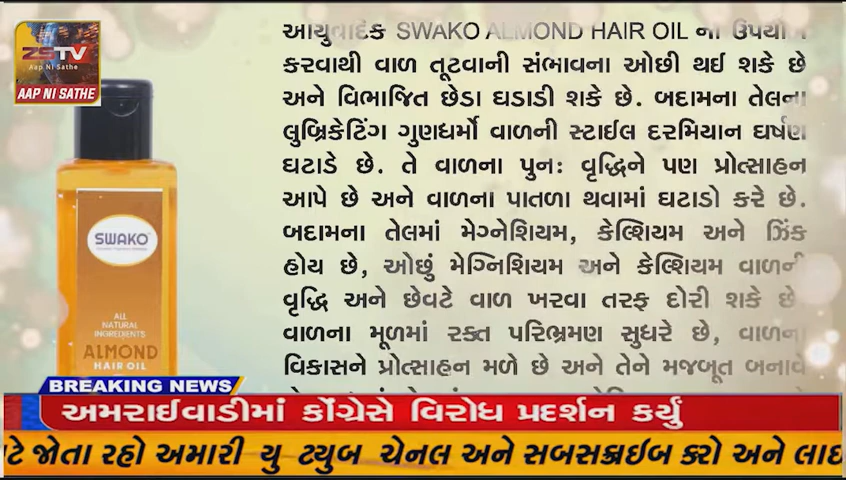 ZSTV
Aap Ni Sathe
AAP NI SATHE
આયુર્વાદક SWAKO ALMOND HAIR OIL ના ઉપયોગ
કરવાથી વાળ તૂટવાની સંભાવના ઓછી થઈ શકે છે
અને વિભાજિત છેડા ઘડાડી શકે છે. બદામના તેલના
લુબ્રિકેટિંગ ગુણધર્મો વાળની સ્ટાઈલ દરમિયાન ઘર્ષણ
ઘટાડે છે. તે વાળના પુનઃ વૃદ્ધિને પણ પ્રોત્સાહન
આપે છે અને વાળના પાતળા થવામાં ઘટાડો કરે છે.
બદામના તેલમાં મેગ્નેશિયમ, કેલ્શિયમ અને ઝિંક
હોય છે, ઓછું મેગ્નિશિયમ અને કેલ્શિયમ વાળની
વૃદ્ધિ અને છેવટે વાળ ખરવા તરફ દોરી શકે છે
વાળના મૂળમાં રક્ત પરિભ્રમણ સુધરે છે, વાળના
વિકાસને પ્રોત્સાહન મળે છે અને તેને મજબૂત બનાવે
SWAKO
ALL
NATURAL
INGREDIENTS
ALMOND
HAIR OIL
BREAKING NEWS
અમરાઈવાડીમાં કોંગ્રેસે વિરોધ પ્રદર્શન કર્યું
ટે જોતા રહો અમારી યુ ટ્યુબ ચેનલ અને સબસક્રાઇબ કરો અને લાઇ